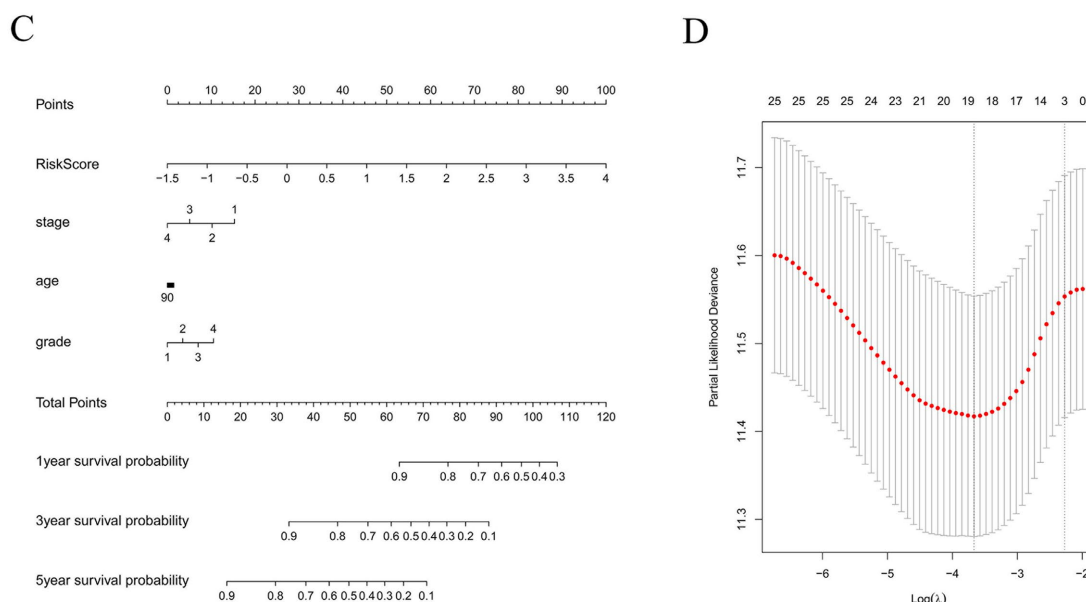 C
Points
0 10 20 30 40 50 60 70 80 90 100
RiskScore
−1.5 −1 −0.5 0 0.5 1 1.5 2 2.5 3 3.5 4
stage
3 1
4 2
age
90
grade
2 4
1 3
Total Points
0 10 20 30 40 50 60 70 80 90 100 110 120
1year survival probability
0.9 0.8 0.7 0.6 0.5 0.4 0.3
3year survival probability
0.9 0.8 0.7 0.6 0.5 0.4 0.3 0.2 0.1
5year survival probability
0.9 0.8 0.7 0.6 0.5 0.4 0.3 0.2 0.1
D
25 25 25 25 24 23 21 20 19 18 17 14 3 0
Partial Likelihood Deviance
11.7
11.6
11.5
11.4
11.3
−6 −5 −4 −3 −2
Log(λ)